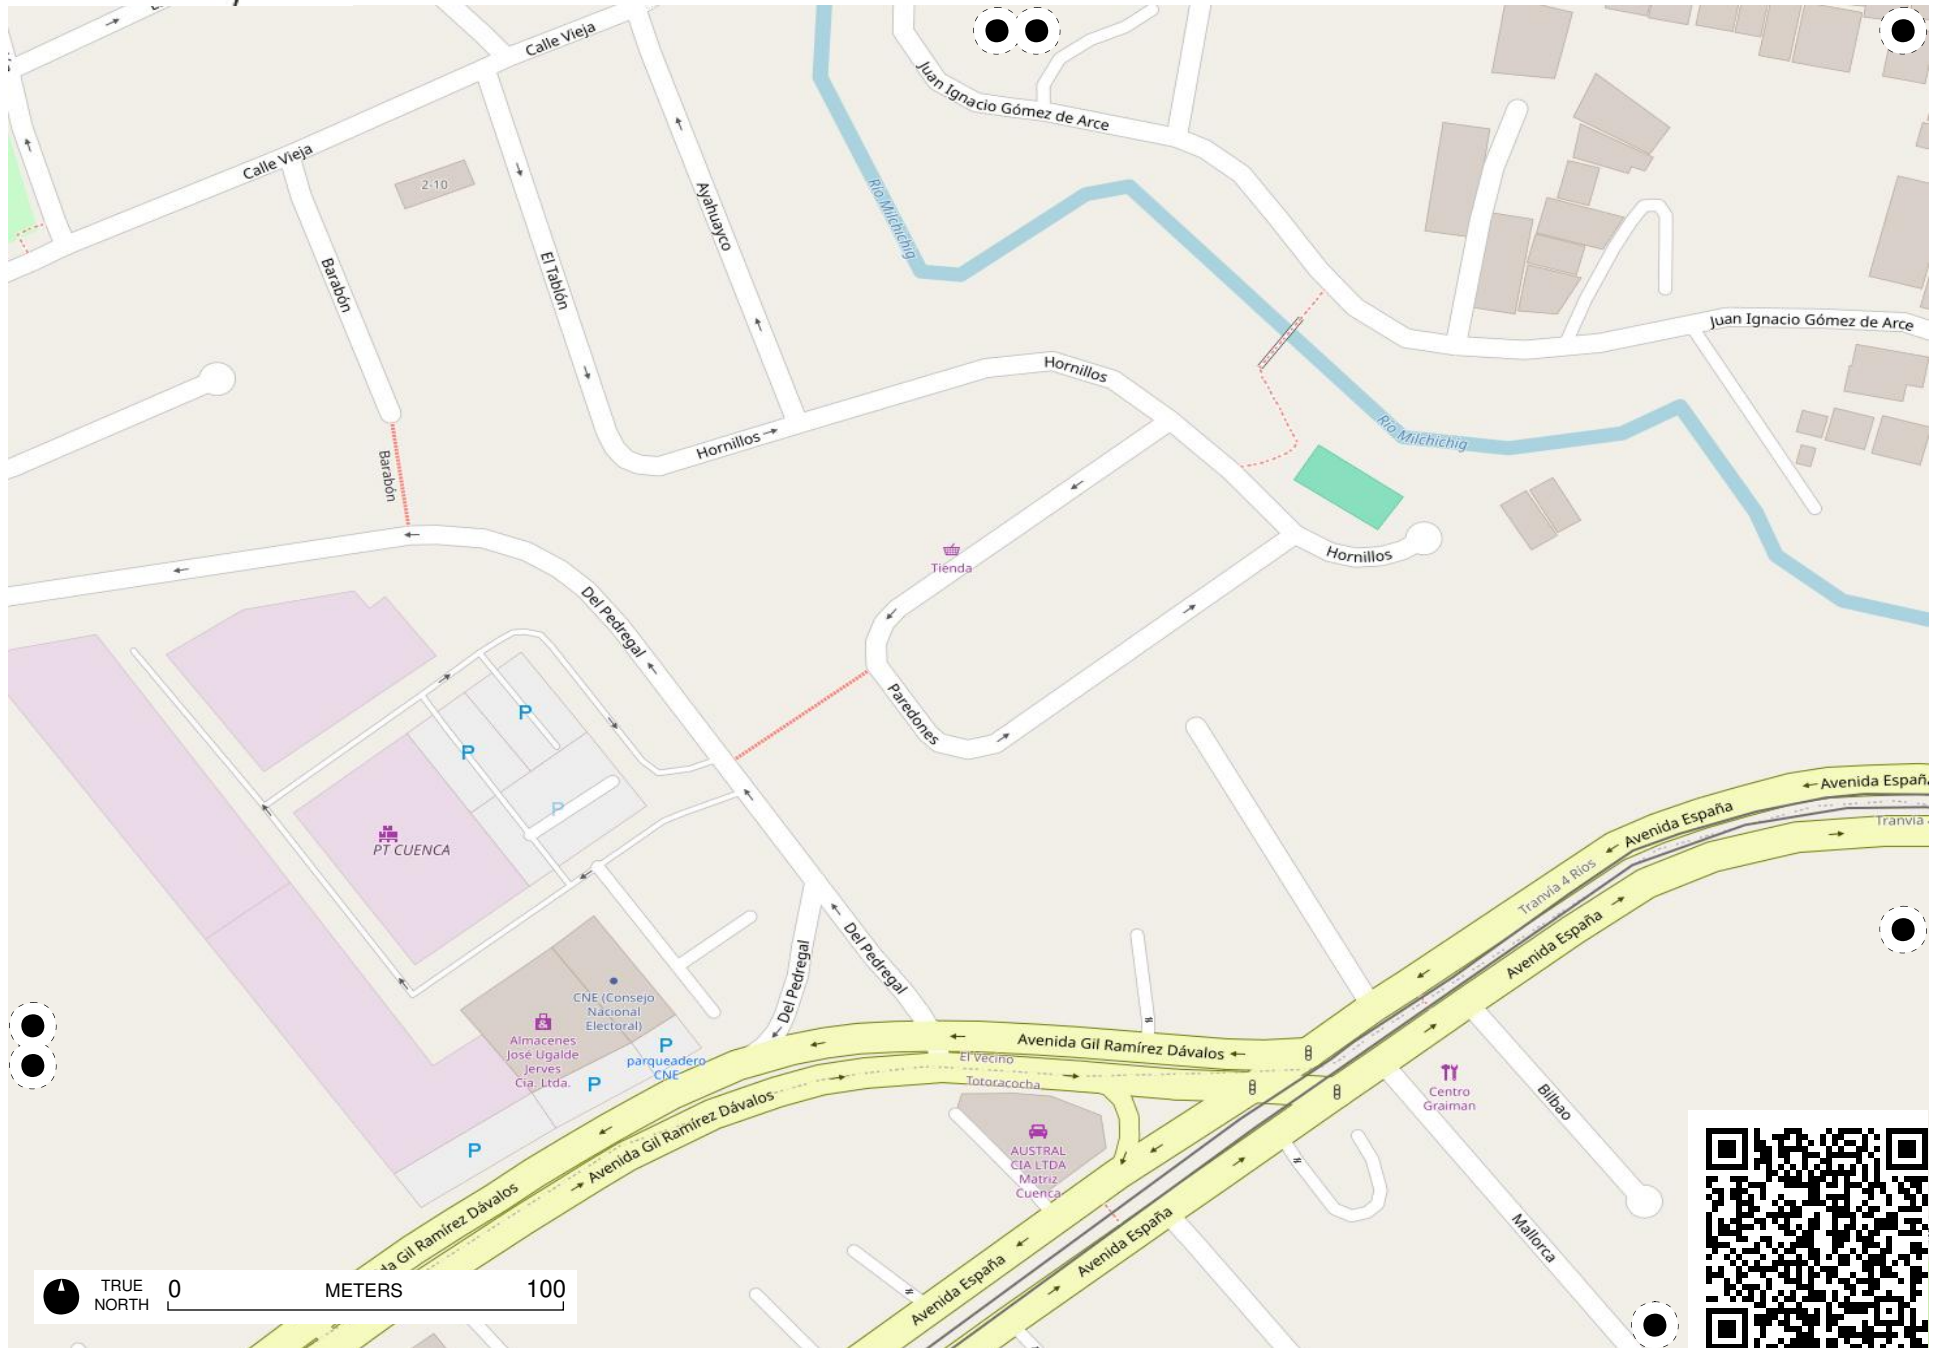 Calle Vieja
Juan Ignacio Gómez de Arce
Calle Vieja
2-10
Ayahuayco
Río Milchichig
Barabón
El Tablón
Juan Ignacio Gómez de Arce
Hornillos
Hornillos
Río Milchichig
Barabón
Hornillos
Tienda
Del Pedregal
Paredones
P
P
P
PT CUENCA
Avenida España
Avenida España
Tranvía
Tranvía 4 Ríos
Avenida España
Del Pedregal
Del Pedregal
CNE (Consejo
Nacional
Electoral)
Almacenes
José Ugalde
Jerves
Cia. Ltda.
P
parqueadero
CNE
P
P
Avenida Gil Ramírez Dávalos
El Vecino
Totoracocha
Avenida Gil Ramírez Dávalos
Centro
Graiman
Bilbao
AUSTRAL
CIA LTDA
Matriz
Cuenca
da Gil Ramírez Dávalos
Avenida España
Avenida España
Mallorca
TRUE
NORTH
0 METERS 100